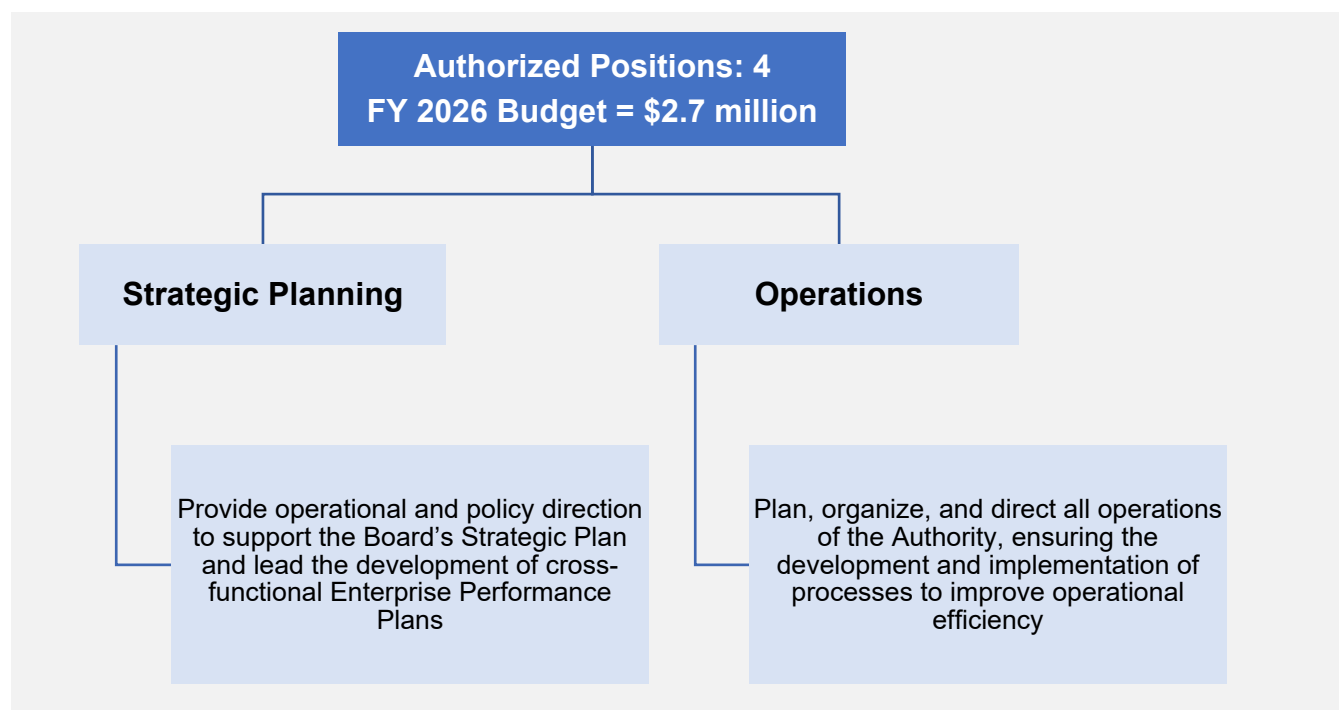 Authorized Positions: 4
FY 2026 Budget = $2.7 million
Strategic Planning
Operations
Provide operational and policy direction
to support the Board’s Strategic Plan
and lead the development of cross-
functional Enterprise Performance
Plans
Plan, organize, and direct all operations
of the Authority, ensuring the
development and implementation of
processes to improve operational
efficiency